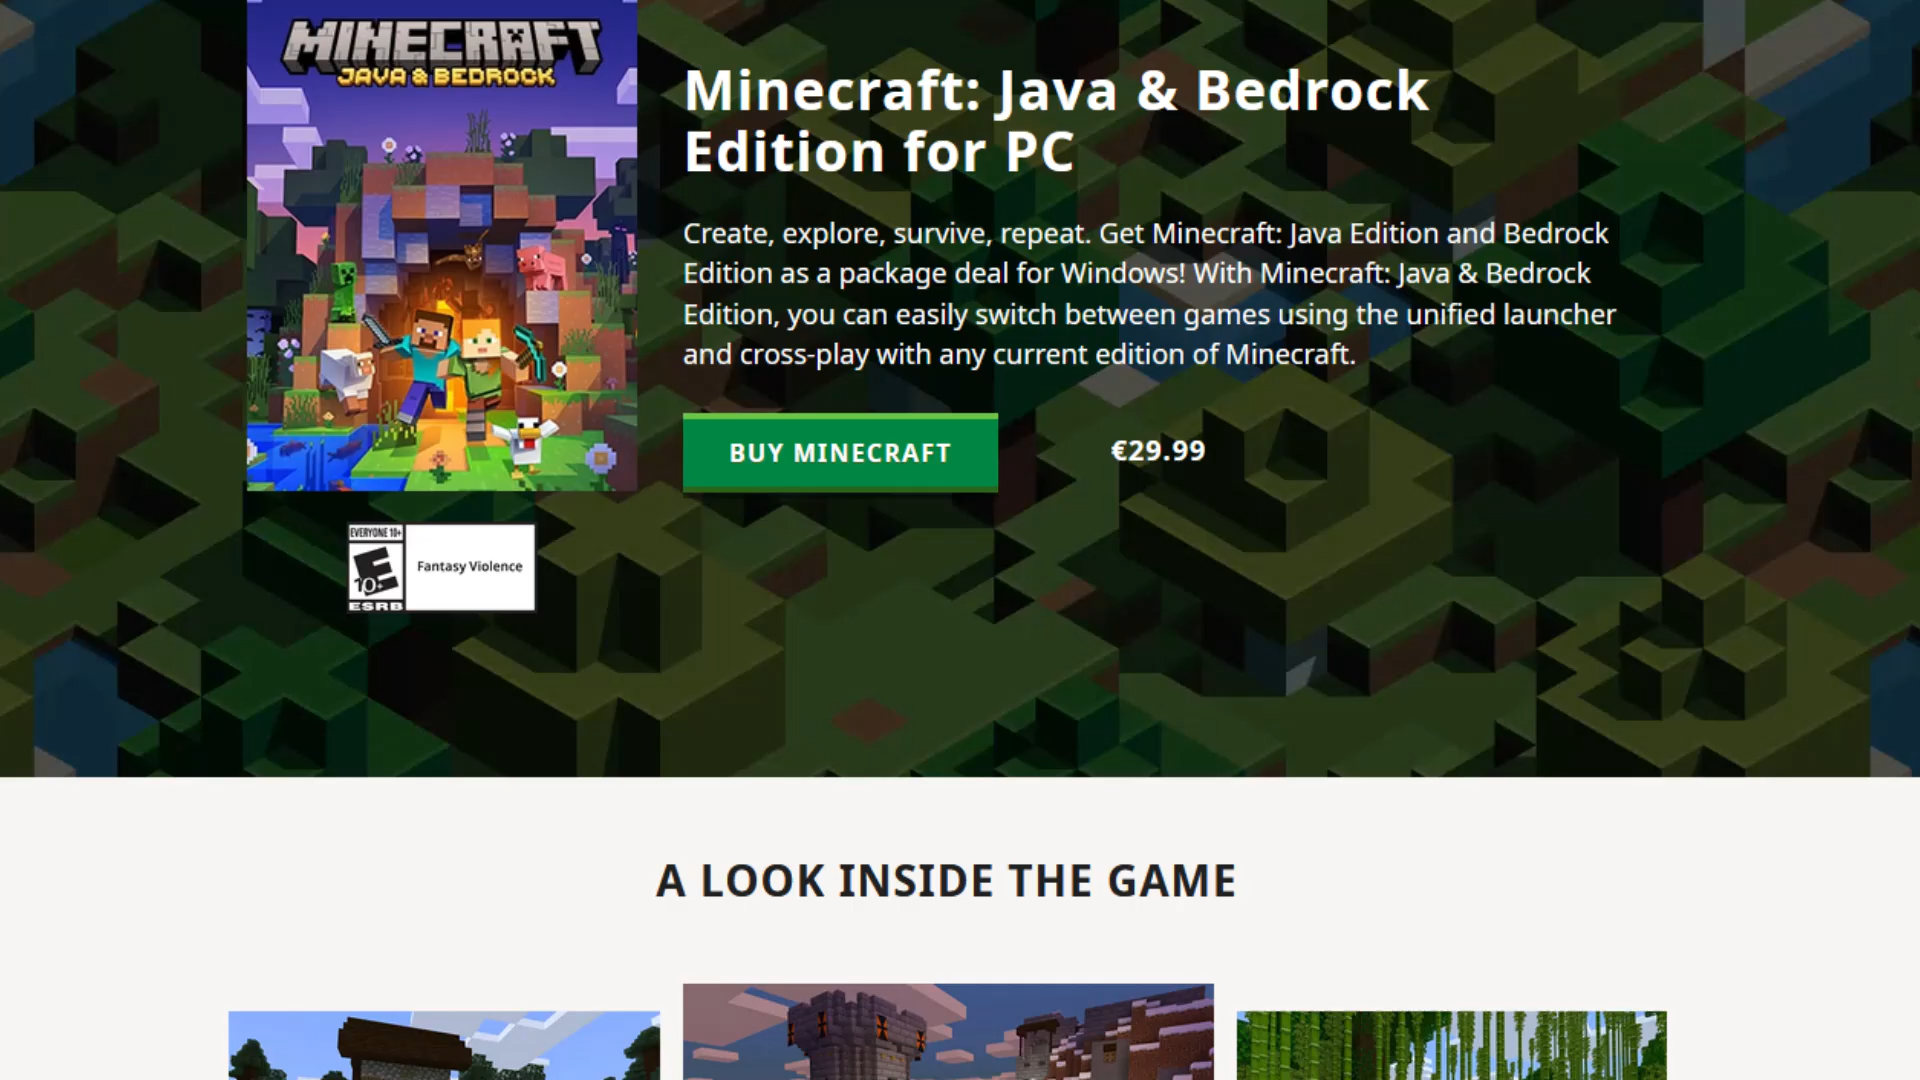 MINECRAFT
JAVA & BEDROCK
Minecraft: Java & Bedrock
Edition for PC
Create, explore, survive, repeat. Get Minecraft: Java Edition and Bedrock
Edition as a package deal for Windows! With Minecraft: Java & Bedrock
Edition, you can easily switch between games using the unified launcher
and cross-play with any current edition of Minecraft.
BUY MINECRAFT
€29.99
EVERYONE 10+
E
10+
ESRB
Fantasy Violence
A LOOK INSIDE THE GAME